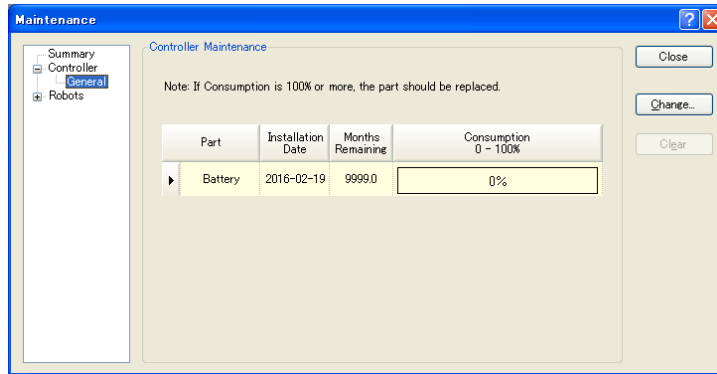 Maintenance
Summary
Controller
General
Robots
Controller Maintenance
Note: If Consumption is 100% or more, the part should be replaced.
Part
Installation
Date
Months
Remaining
Consumption
0 - 100%
Battery
2016-02-19
9999.0
0%
Close
Change...
Clear